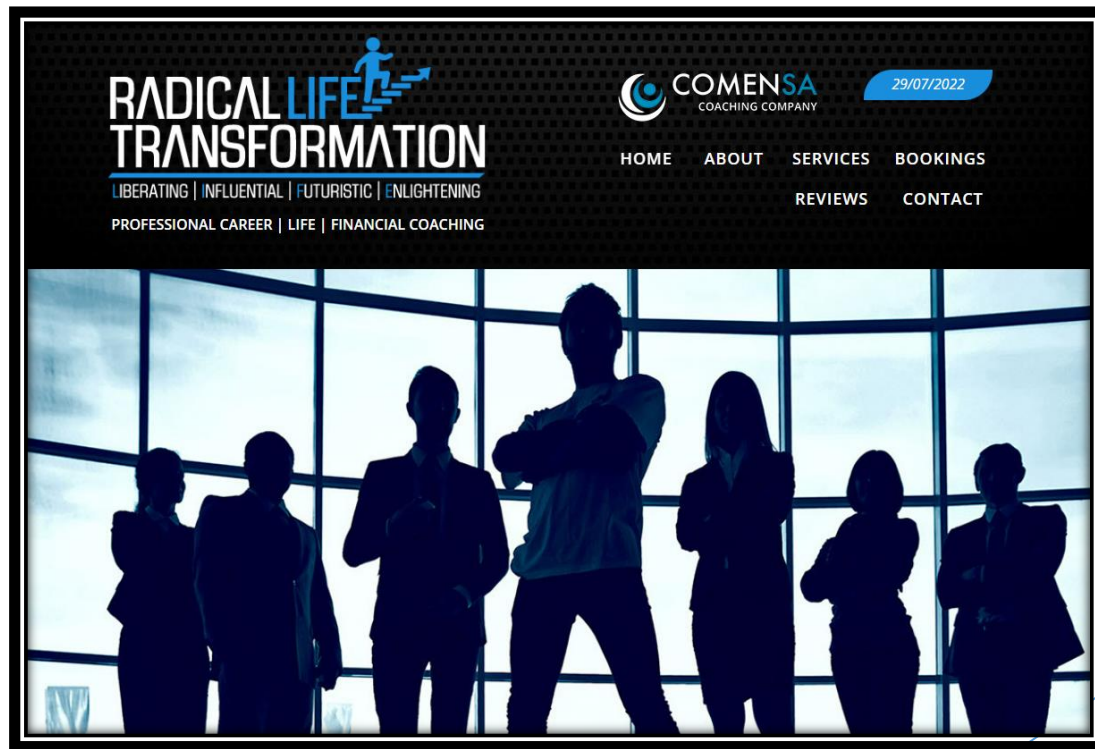 RADICAL LIFE
TRANSFORMATION
LIBERATING | INFLUENTIAL | FUTURISTIC | ENLIGHTENING
PROFESSIONAL CAREER | LIFE | FINANCIAL COACHING
COMENSA
COACHING COMPANY
29/07/2022
HOME ABOUT SERVICES BOOKINGS
REVIEWS CONTACT